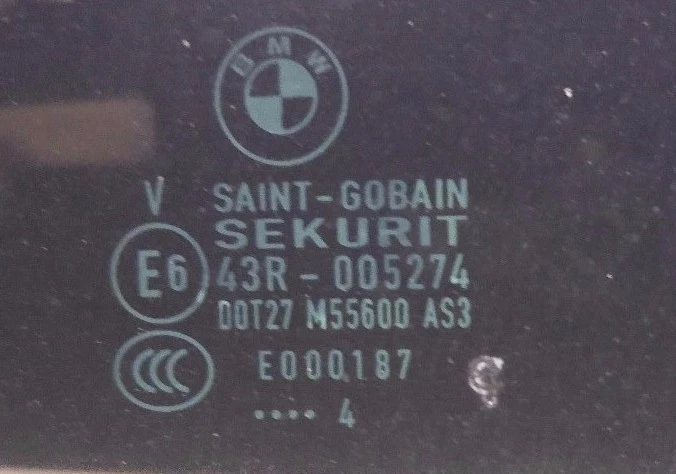 BMW
V SAINT-GOBAIN
SEKURIT
E6 43R-005274
DOT27 M55600 AS3
CCC E000187
.... 4